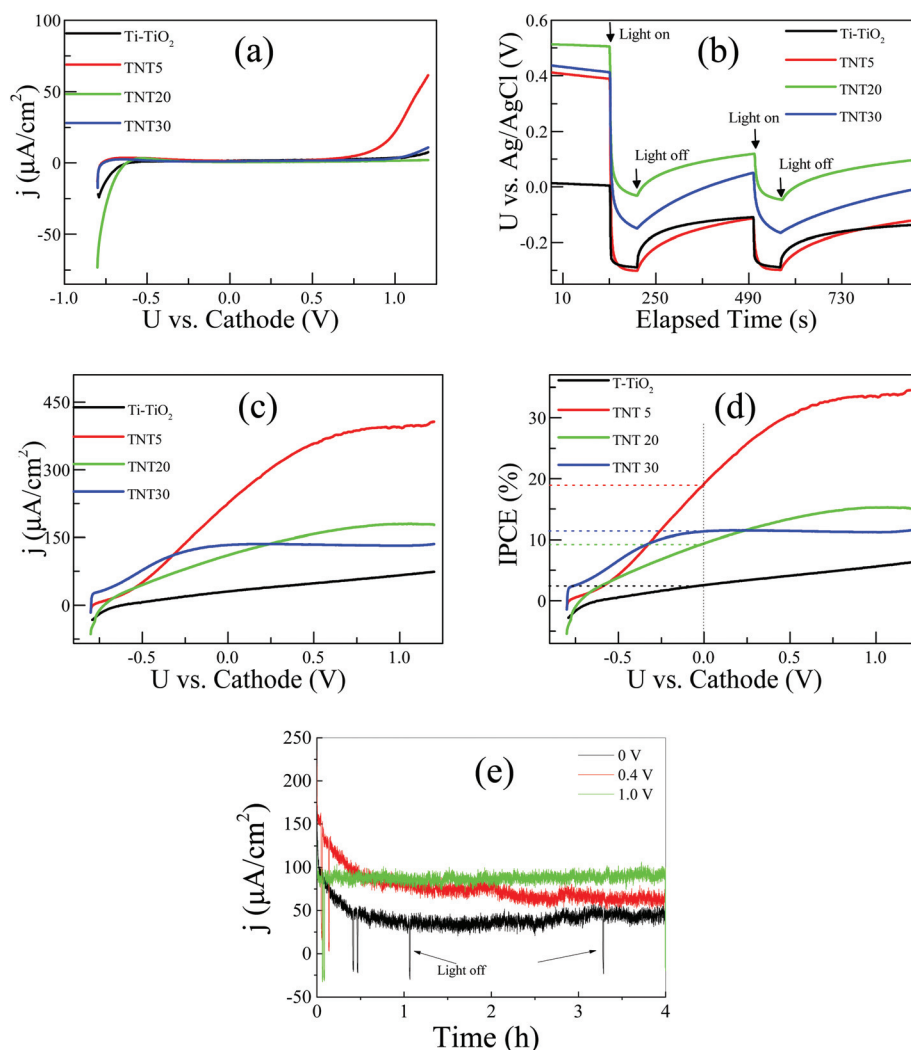 (a)
Ti-TiO₂
TNT5
TNT20
TNT30
100
50
0
-50
j (μA/cm²)
-1.0 -0.5 0.0 0.5 1.0
U vs. Cathode (V)
(b)
Light on
Light off
Light on
Light off
Ti-TiO₂
TNT5
TNT20
TNT30
0.6
0.4
0.2
0.0
-0.2
U vs. Ag/AgCl (V)
10 250 490 730
Elapsed Time (s)
(c)
Ti-TiO₂
TNT5
TNT20
TNT30
450
300
150
0
j (μA/cm²)
-0.5 0.0 0.5 1.0
U vs. Cathode (V)
(d)
T-TiO₂
TNT 5
TNT 20
TNT 30
30
20
10
0
IPCE (%)
-0.5 0.0 0.5 1.0
U vs. Cathode (V)
(e)
0 V
0.4 V
1.0 V
250
200
150
100
50
0
-50
j (μA/cm²)
Light off
0 1 2 3 4
Time (h)